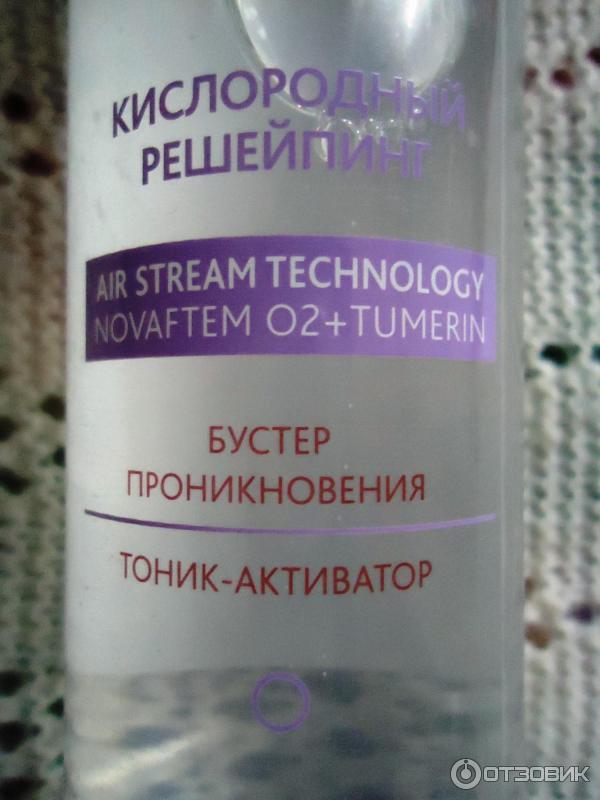 КИСЛОРОДНЫЙ
РЕШЕЙПИНГ
AIR STREAM TECHNOLOGY
NOVAFTEM O2+TUMERIN
БУСТЕР
ПРОНИКНОВЕНИЯ
ТОНИК-АКТИВАТОР
ОТЗОВИК